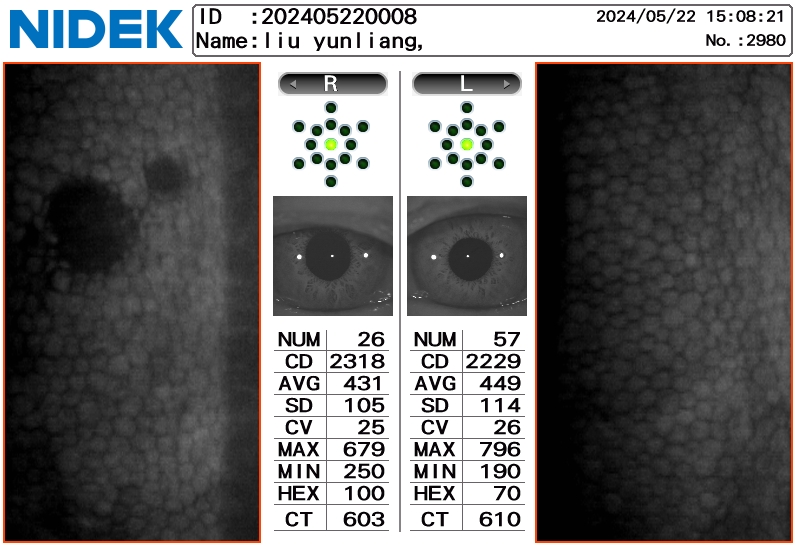 NIDEK
ID :202405220008
2024/05/22 15:08:21
Name:liu yunliang,
No. :2980
R
L
NUM 26
CD 2318
AVG 431
SD 105
CV 25
MAX 679
MIN 250
HEX 100
CT 603
NUM 57
CD 2229
AVG 449
SD 114
CV 26
MAX 796
MIN 190
HEX 70
CT 610